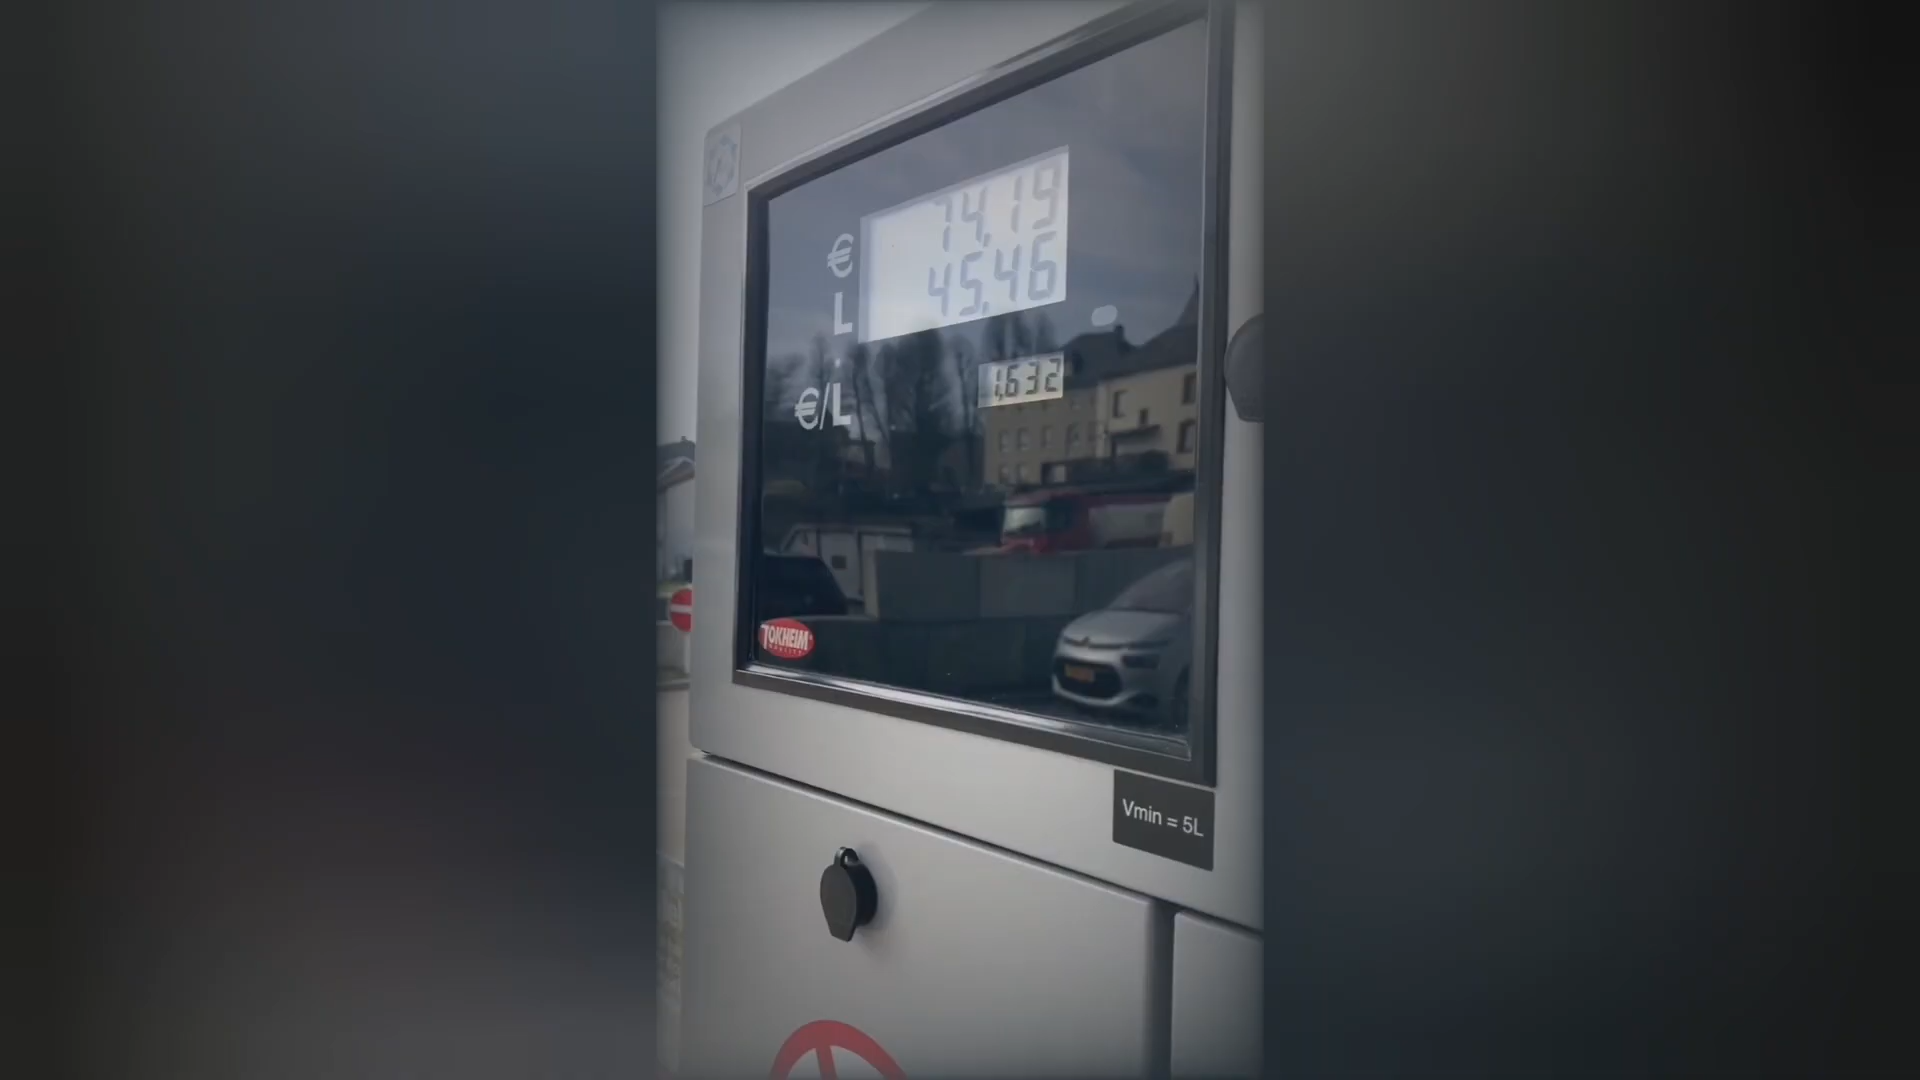 € 74,19
L 45,46
€/L 1,632
TOKHEIM
Vmin = 5L